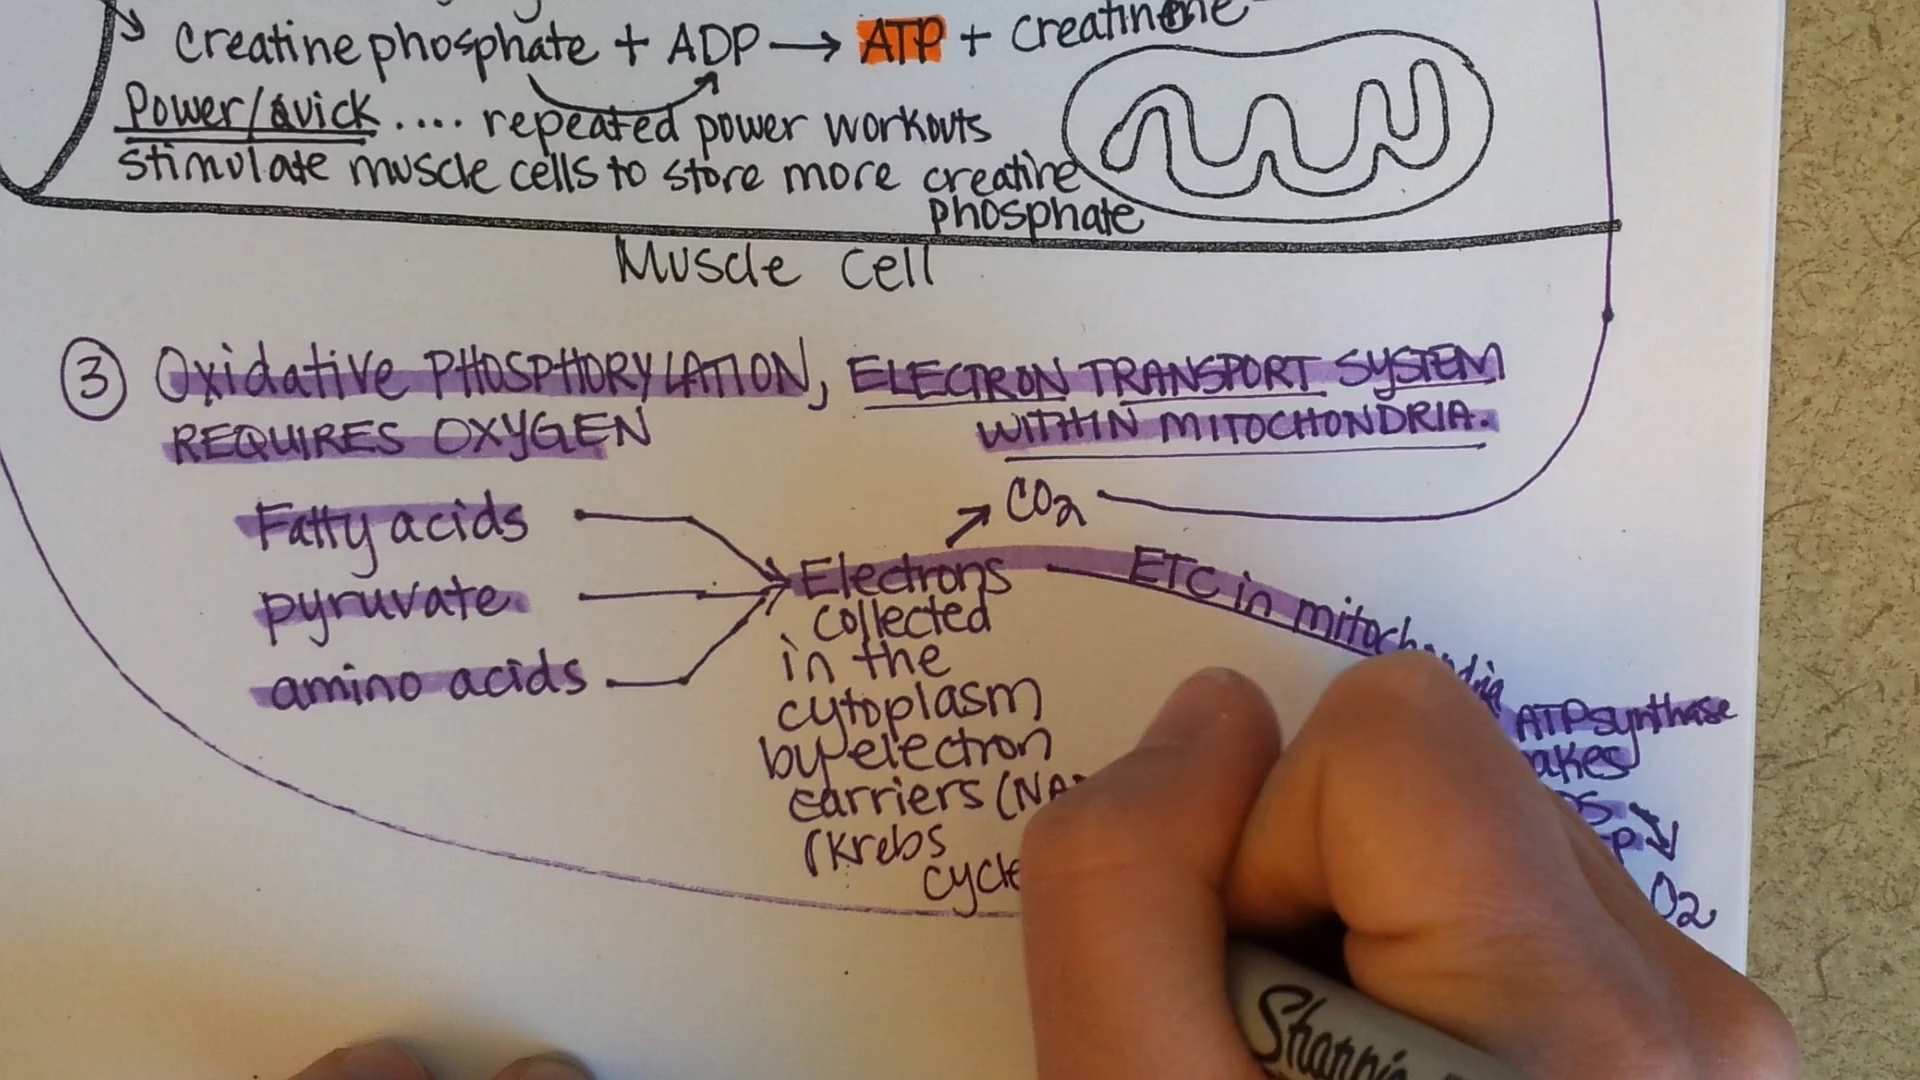 Creatine phosphate + ADP → ATP + creatine
Power/Quick .... repeated power workouts
stimulate muscle cells to store more creatine
phosphate
Muscle Cell
③ Oxidative PHOSPHORYLATION, ELECTRON TRANSPORT SYSTEM
REQUIRES OXYGEN WITHIN MITOCHONDRIA.
CO2
Fatty acids
pyruvate
amino acids
Electrons
collected
in the
cytoplasm
by electron
carriers
(Krebs
cycle
ETC in mitochondria
ATP synthase
O2
Sharpie